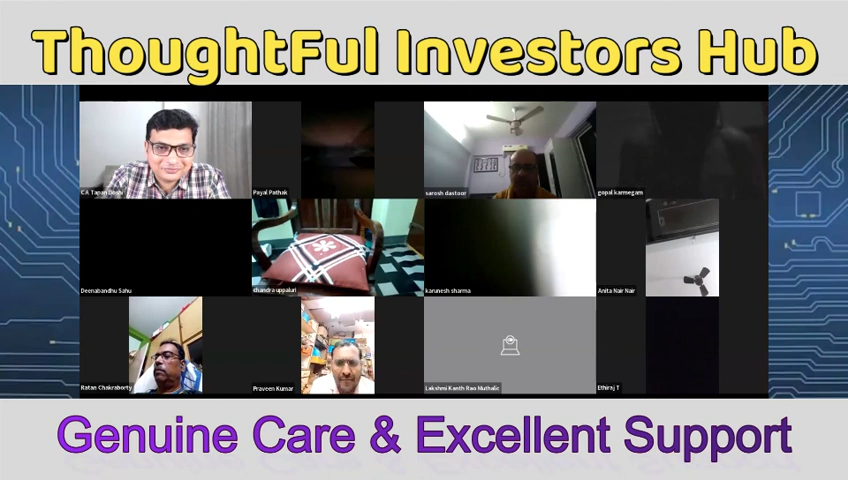 ThoughtFul Investors Hub
CA Tapan Doshi
Payal Pathak
sarosh dastoor
gopal karmegam
Deenabandhu Sahu
chandra uppaluri
karunesh sharma
Anita Nair Nair
Ratan Chakraborty
Praveen Kumar
Lakshmi Kanth Rao Muthalic
Ethiraj T
Genuine Care & Excellent Support